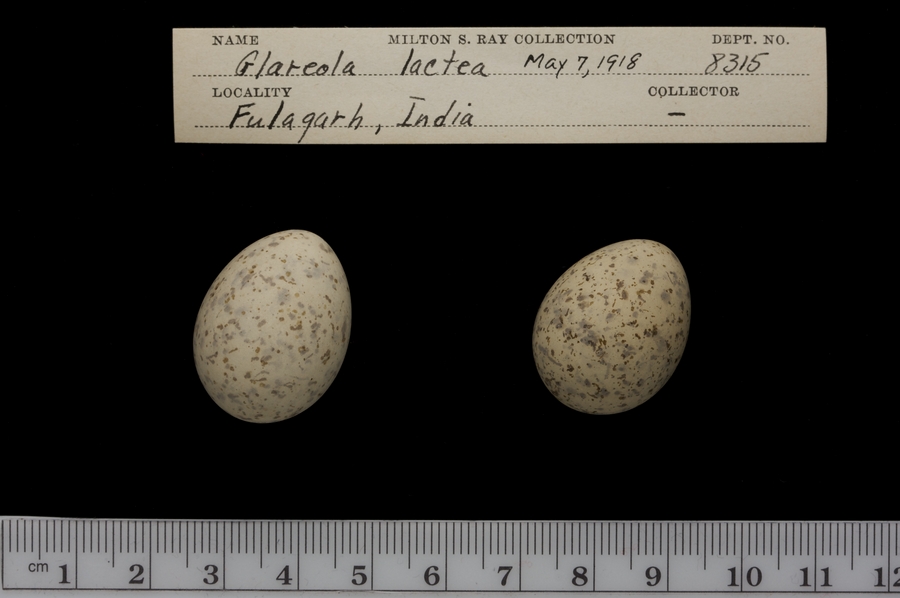 NAME MILTON S. RAY COLLECTION DEPT. NO.
Glareola lactea May 7, 1918 8315
LOCALITY COLLECTOR
Fulagarh, India –
cm 1 2 3 4 5 6 7 8 9 10 11 12